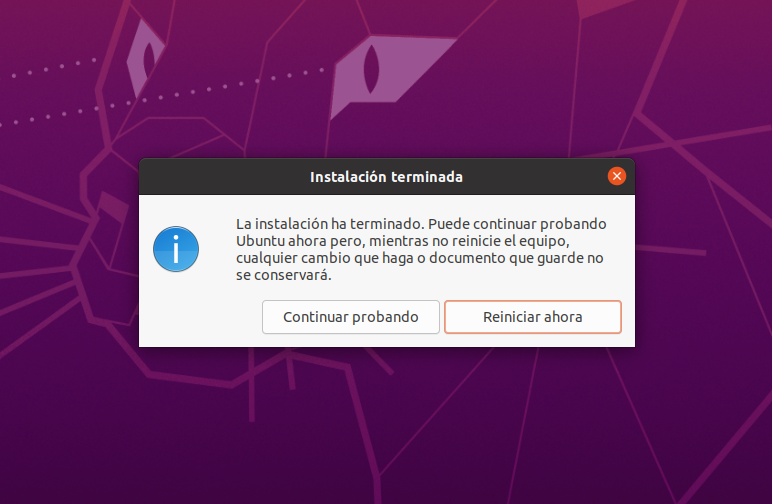 Instalación terminada
La instalación ha terminado. Puede continuar probando
Ubuntu ahora pero, mientras no reinicie el equipo,
cualquier cambio que haga o documento que guarde no
se conservará.
Continuar probando
Reiniciar ahora